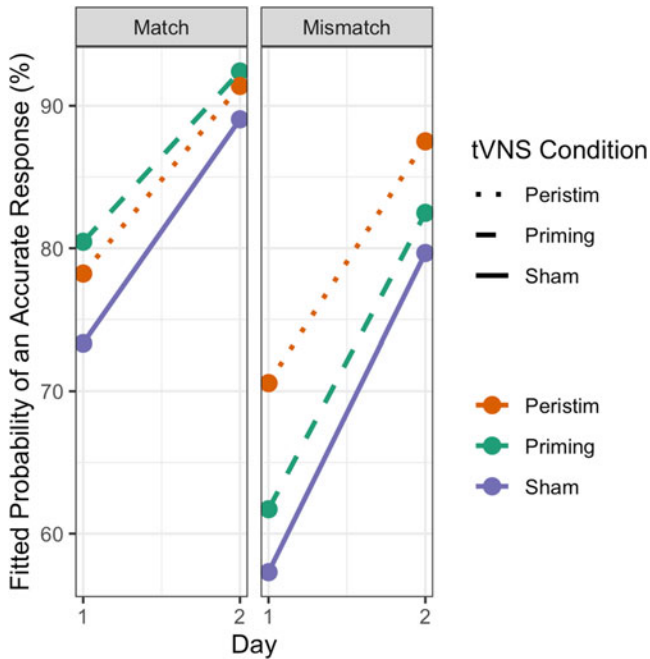 Match
Mismatch
Fitted Probability of an Accurate Response (%)
90
80
70
60
1
2
1
2
Day
tVNS Condition
Peristim
Priming
Sham
Peristim
Priming
Sham